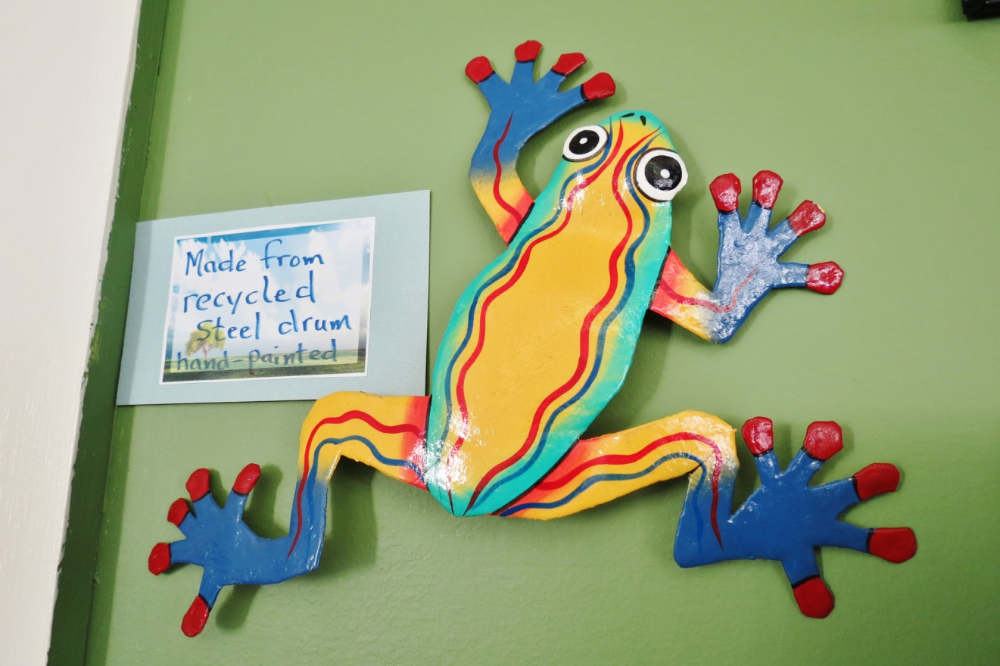 Made from
recycled
Steel drum
hand-painted